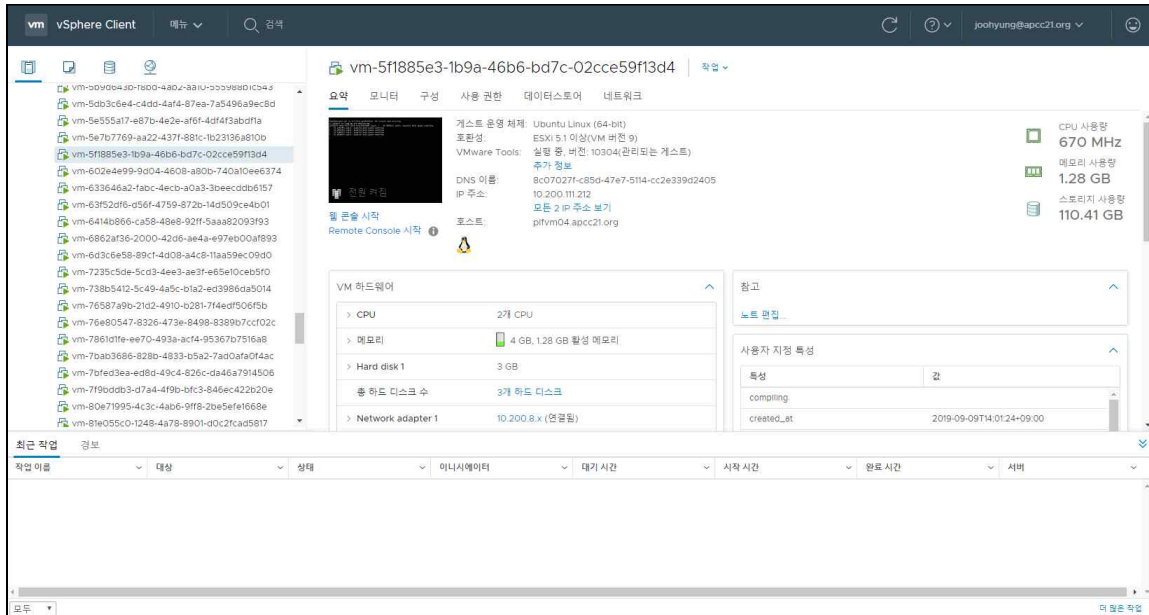 vm vSphere Client 메뉴 검색 joohyung@apcc21.org
vm-5b9d643b-f8bd-4ab2-aa10-555988b1c543
vm-5db3c6e4-c4dd-4af4-87ea-7a5496a9ec8d
vm-5e555a17-e87b-4e2e-af6f-4df4f3abdf1a
vm-5e7b7769-aa22-437f-881c-1b23136a810b
vm-5f1885e3-1b9a-46b6-bd7c-02cce59f13d4
vm-602e4e99-9d04-4608-a80b-740a10ee6374
vm-633646a2-fabc-4ecb-a0a3-3beecddb6157
vm-63f52df6-d56f-4759-872b-14d509ce4b01
vm-6414b866-ca58-48e8-92ff-5aaa82093f93
vm-6862af36-2000-42d6-ae4a-e97eb00af893
vm-6d3c6e58-89cf-4d08-a4c8-11aa59ec09d0
vm-7235c5de-5cd3-4ee3-ae3f-e65e10ceb5f0
vm-738b5412-5c49-4a5c-b1a2-ed3986da5014
vm-76587a9b-21d2-4910-b281-7f4edf506f5b
vm-76e80547-8326-473e-8498-8389b7ccf02c
vm-7861d1fe-ee70-493a-acf4-95367b7516a8
vm-7bab3686-828b-4833-b5a2-7ad0afa0f4ac
vm-7bfed3ea-ed8d-49c4-826c-da46a7914506
vm-7f9bddb3-d7a4-4f9b-bfc3-846ec422b20e
vm-80e71995-4c3c-4ab6-9ff8-2be5efe1668e
vm-81e055c0-1248-4a78-8901-d0c2fcad5817
vm-5f1885e3-1b9a-46b6-bd7c-02cce59f13d4 작업
요약 모니터 구성 사용 권한 데이터스토어 네트워크
전원 켜짐
웹 콘솔 시작
Remote Console 시작
게스트 운영 체제: Ubuntu Linux (64-bit)
호환성: ESXi 5.1 이상(VM 버전 9)
VMware Tools: 실행 중, 버전: 10304(관리되는 게스트)
추가 정보
DNS 이름: 8c07027f-c85d-47e7-5114-cc2e339d2405
IP 주소: 10.200.111.212
모든 2 IP 주소 보기
호스트: plfvm04.apcc21.org
CPU 사용량
670 MHz
메모리 사용량
1.28 GB
스토리지 사용량
110.41 GB
VM 하드웨어
CPU 2개 CPU
메모리 4 GB, 1.28 GB 활성 메모리
Hard disk 1 3 GB
총 하드 디스크 수 3개 하드 디스크
Network adapter 1 10.200.8.x (연결됨)
참고
노트 편집...
사용자 지정 특성
특성 값
compiling
created_at 2019-09-09T14:01:24+09:00
최근 작업 경보
작업 이름 대상 상태 이니시에이터 대기 시간 시작 시간 완료 시간 서버
모두 더 많은 작업